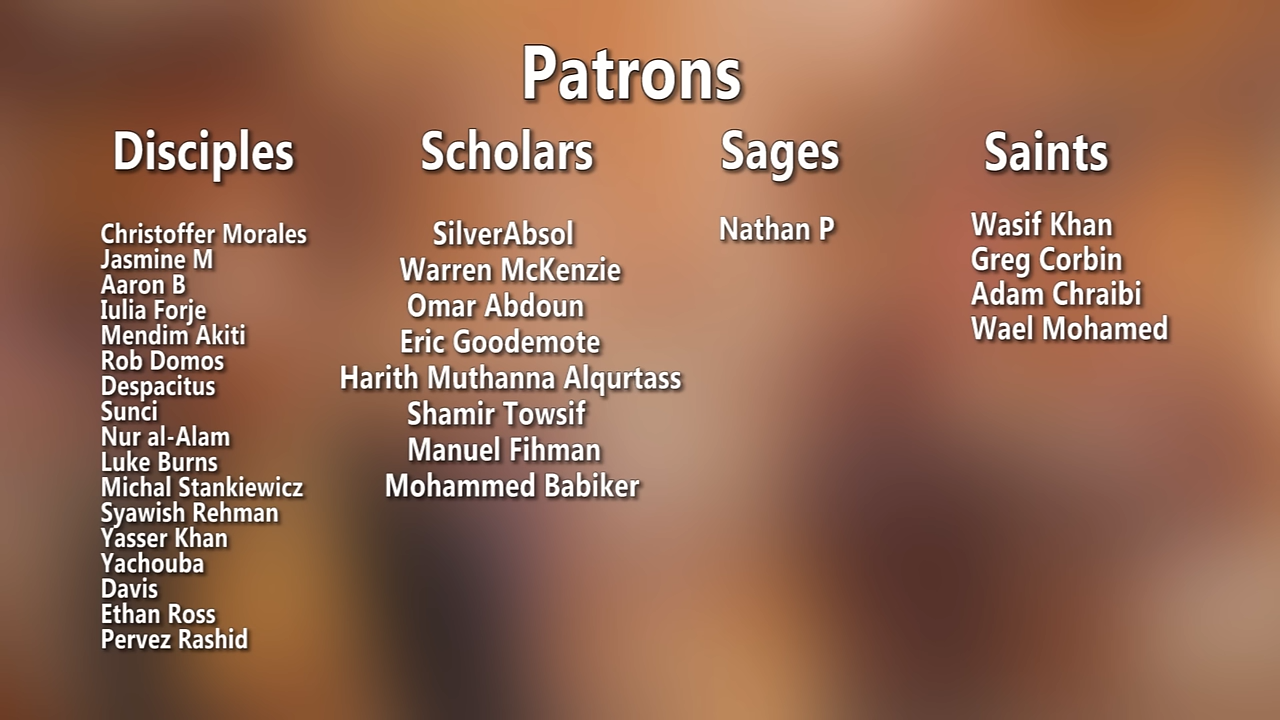 Patrons
Disciples
Christoffer Morales
Jasmine M
Aaron B
Iulia Forje
Mendim Akiti
Rob Domos
Despacitus
Sunci
Nur al-Alam
Luke Burns
Michal Stankiewicz
Syawish Rehman
Yasser Khan
Yachouba
Davis
Ethan Ross
Pervez Rashid
Scholars
SilverAbsol
Warren McKenzie
Omar Abdoun
Eric Goodemote
Harith Muthanna Alqurtass
Shamir Towsif
Manuel Fihman
Mohammed Babiker
Sages
Nathan P
Saints
Wasif Khan
Greg Corbin
Adam Chraibi
Wael Mohamed